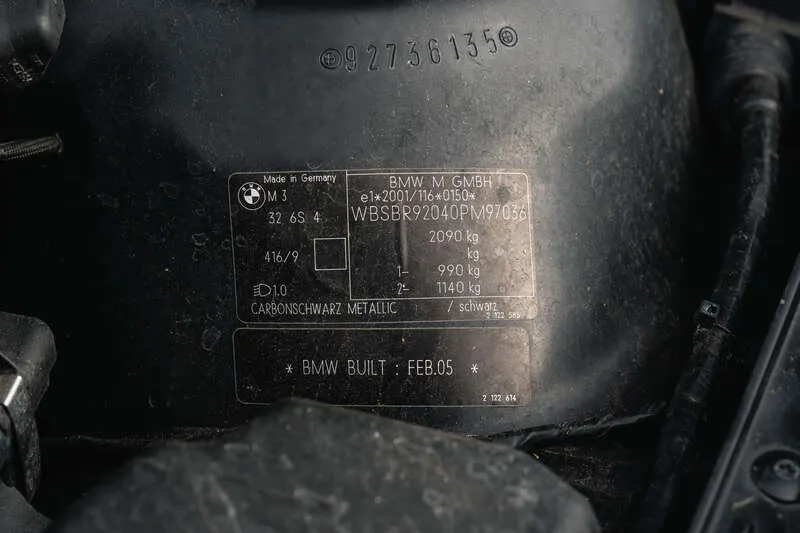 92736135
Made in Germany
BMW M GMBH
M 3
e1*2001/116*0150*
32 6S 4
WBSBR92040PM97036
2090 kg
kg
416/9
1- 990 kg
1.0
2- 1140 kg
CARBONSCHWARZ METALLIC / schwarz
* BMW BUILT : FEB.05 *
2 122 614